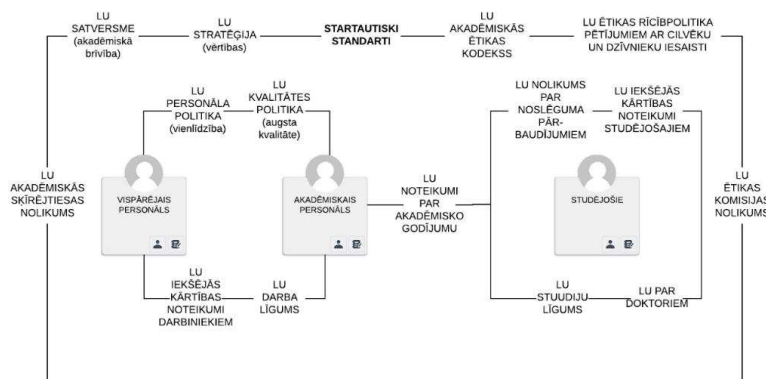 LU
SATVERSME
(akadēmiskā
brīvība)
LU
STRATĒĢIJA
(vērtības)
STARTAUTISKI
STANDARTI
LU
AKADĒMISKĀS
ĒTIKAS
KODEKSS
LU ĒTIKAS RĪCĪBPOLITIKA
PĒTĪJUMIEM AR CILVĒKU
UN DZĪVNIEKU IESAISTI
LU
PERSONĀLA
POLITIKA
(vienlīdzība)
LU
KVALITĀTES
POLITIKA
(augsta
kvalitāte)
LU NOLIKUMS
PAR
NOSLĒGUMA
PĀR-
BAUDĪJUMIEM
LU IEKŠĒJĀS
KĀRTĪBAS
NOTEIKUMI
STUDĒJOŠAJIEM
LU
AKADĒMISKĀS
ŠĶĪRĒJTIESAS
NOLIKUMS
VISPĀRĒJAIS
PERSONĀLS
AKADĒMISKAIS
PERSONĀLS
LU
NOTEIKUMI
PAR
AKADĒMISKO
GODĪJUMU
STUDĒJOŠIE
LU
ĒTIKAS
KOMISIJAS
NOLIKUMS
LU
IEKŠĒJĀS
KĀRTĪBAS
NOTEIKUMI
DARBINIEKIEM
LU
DARBA
LĪGUMS
LU
STUUDIJU
LĪGUMS
LU PAR
DOKTORIEM